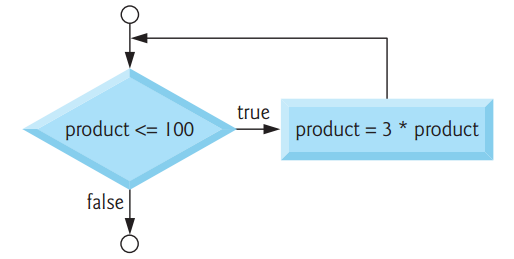 true
product <= 100
product = 3 * product
false